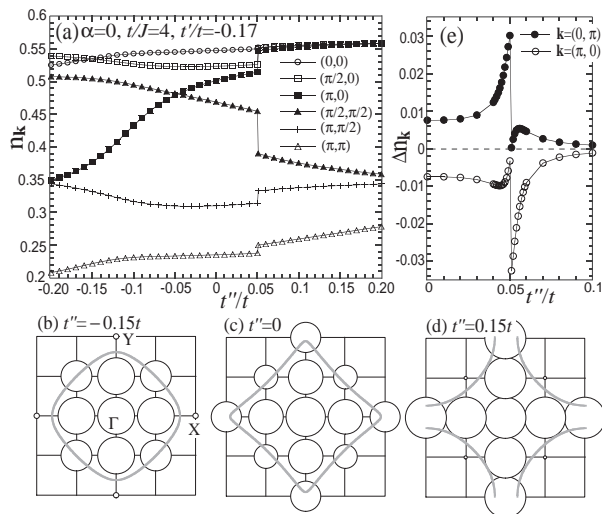 (a) α=0, t/J=4, t'/t=-0.17
0.6
0.55
0.5
0.45
0.4
0.35
0.3
0.25
0.2
n_k
(0,0)
(π/2,0)
(π,0)
(π/2,π/2)
(π,π/2)
(π,π)
-0.20 -0.15 -0.1 -0.05 0 0.05 0.1 0.15 0.20
t''/t
(e)
k=(0, π)
k=(π, 0)
0.03
0.02
0.01
0
-0.01
-0.02
-0.03
Δn_k
0 0.05 0.1
t''/t
(b) t''=−0.15t
Y
Γ
X
(c) t''=0
(d) t''=0.15t